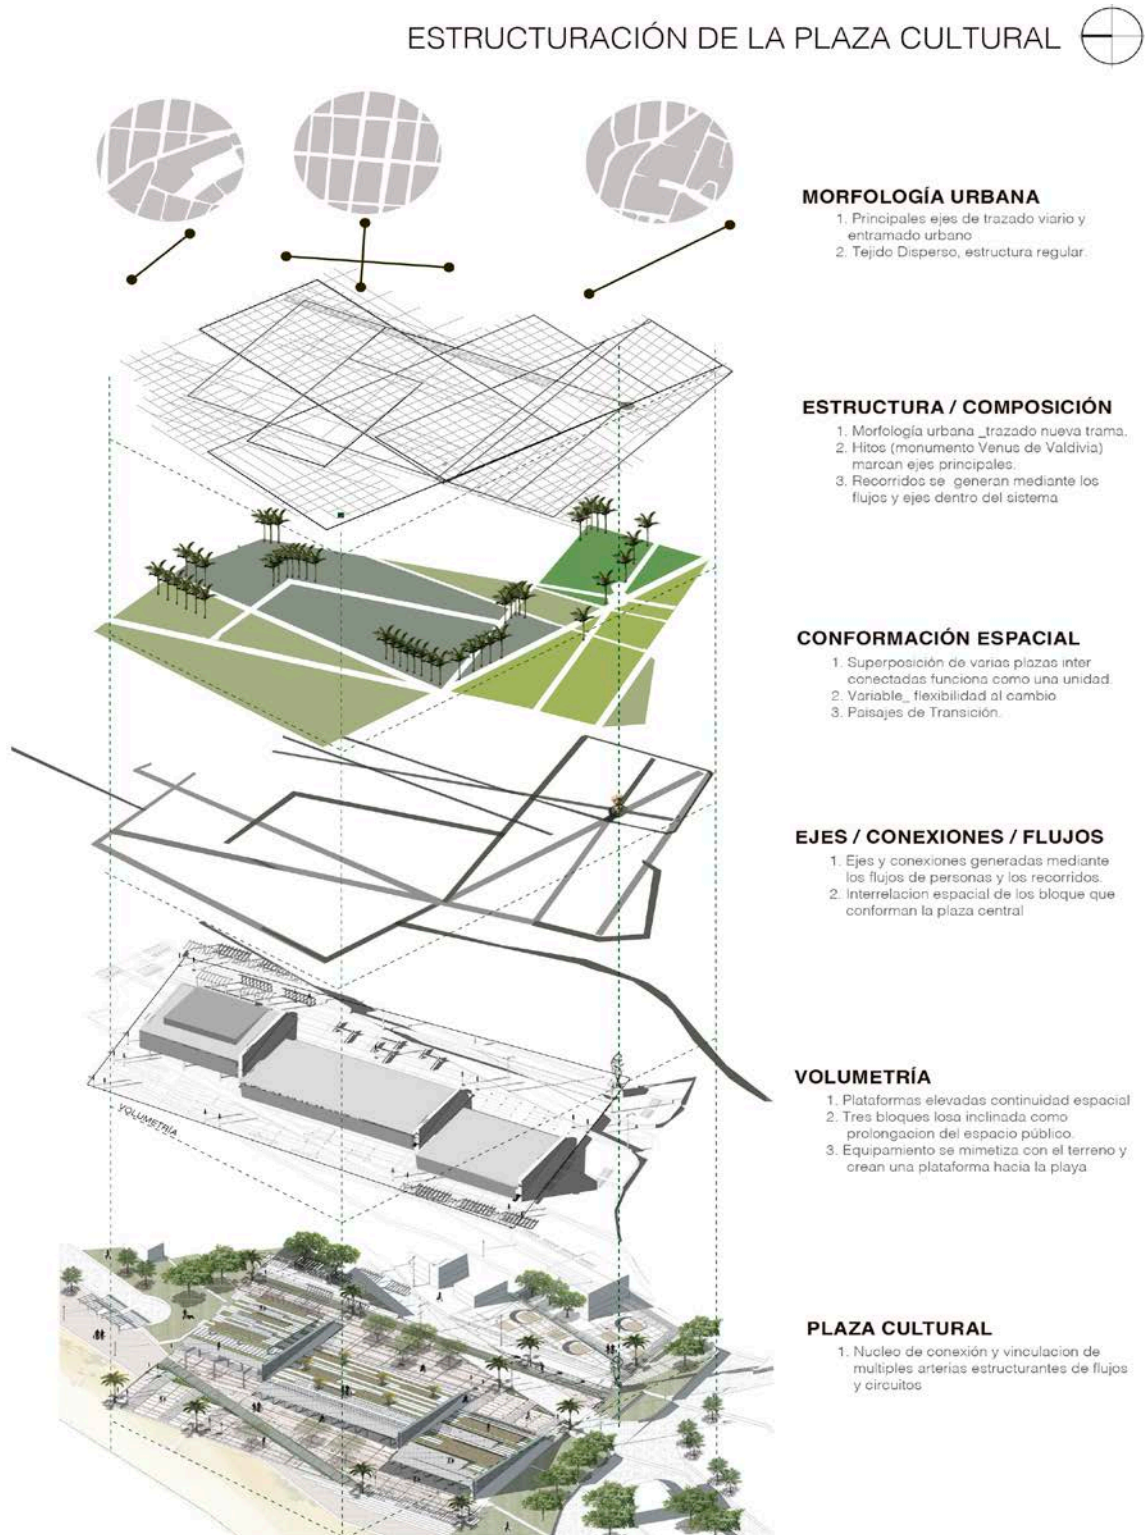 ESTRUCTURACIÓN DE LA PLAZA CULTURAL
MORFOLOGÍA URBANA
1. Principales ejes de trazado viario y
entramado urbano
2. Tejido Disperso, estructura regular.
ESTRUCTURA / COMPOSICIÓN
1. Morfología urbana _trazado nueva trama.
2. Hitos (monumento Venus de Valdivia)
marcan ejes principales.
3. Recorridos se generan mediante los
flujos y ejes dentro del sistema
CONFORMACIÓN ESPACIAL
1. Superposición de varias plazas inter
conectadas funciona como una unidad.
2. Variable_ flexibilidad al cambio
3. Paisajes de Transición.
EJES / CONEXIONES / FLUJOS
1. Ejes y conexiones generadas mediante
los flujos de personas y los recorridos.
2. Interrelacion espacial de los bloque que
conforman la plaza central
VOLUMETRÍA
1. Plataformas elevadas continuidad espacial
2. Tres bloques losa inclinada como
prolongacion del espacio público.
3. Equipamiento se mimetiza con el terreno y
crean una plataforma hacia la playa
VOLUMETRÍA
PLAZA CULTURAL
1. Nucleo de conexión y vinculacion de
multiples arterias estructurantes de flujos
y circuitos